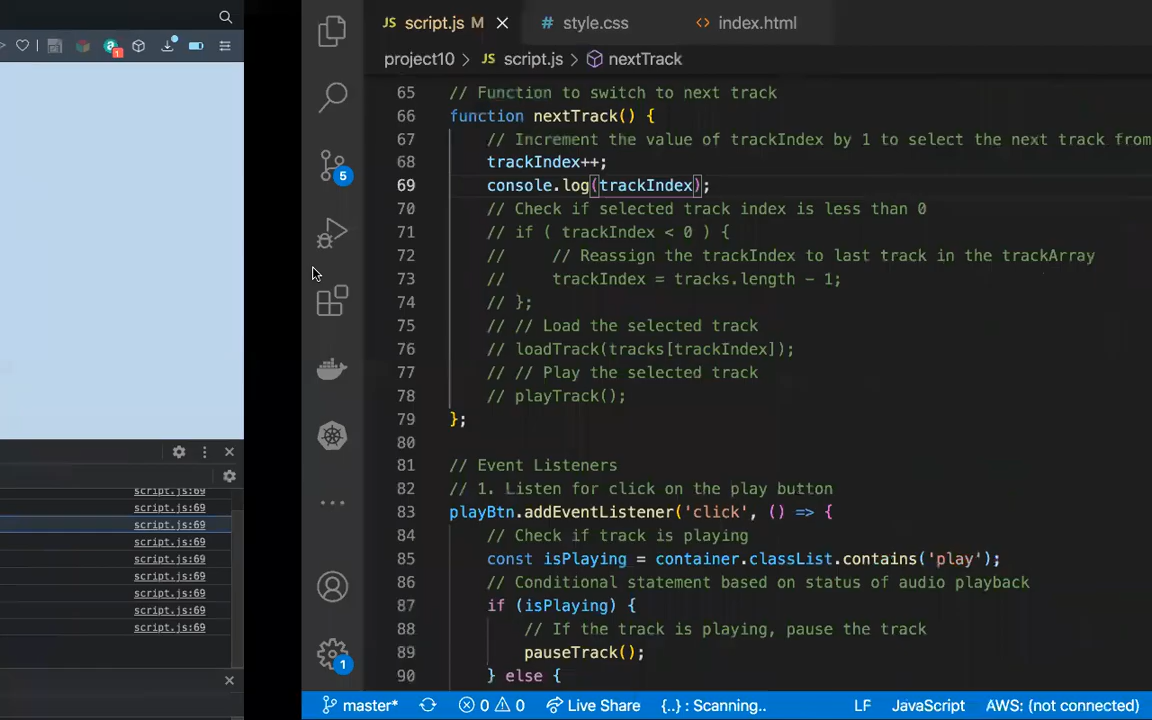 script.js M
style.css
index.html
project10 > script.js > nextTrack
65 // Function to switch to next track
66 function nextTrack() {
67 // Increment the value of trackIndex by 1 to select the next track from
68 trackIndex++;
69 console.log(trackIndex);
70 // Check if selected track index is less than 0
71 // if ( trackIndex < 0 ) {
72 // // Reassign the trackIndex to last track in the trackArray
73 // trackIndex = tracks.length - 1;
74 // };
75 // // Load the selected track
76 // loadTrack(tracks[trackIndex]);
77 // // Play the selected track
78 // playTrack();
79 };
80
81 // Event Listeners
82 // 1. Listen for click on the play button
83 playBtn.addEventListener('click', () => {
84 // Check if track is playing
85 const isPlaying = container.classList.contains('play');
86 // Conditional statement based on status of audio playback
87 if (isPlaying) {
88 // If the track is playing, pause the track
89 pauseTrack();
90 } else {
1
5
1
script.js:69
script.js:69
script.js:69
script.js:69
script.js:69
script.js:69
script.js:69
script.js:69
script.js:69
master* 0 0 Live Share {..} : Scanning.. LF JavaScript AWS: (not connected)